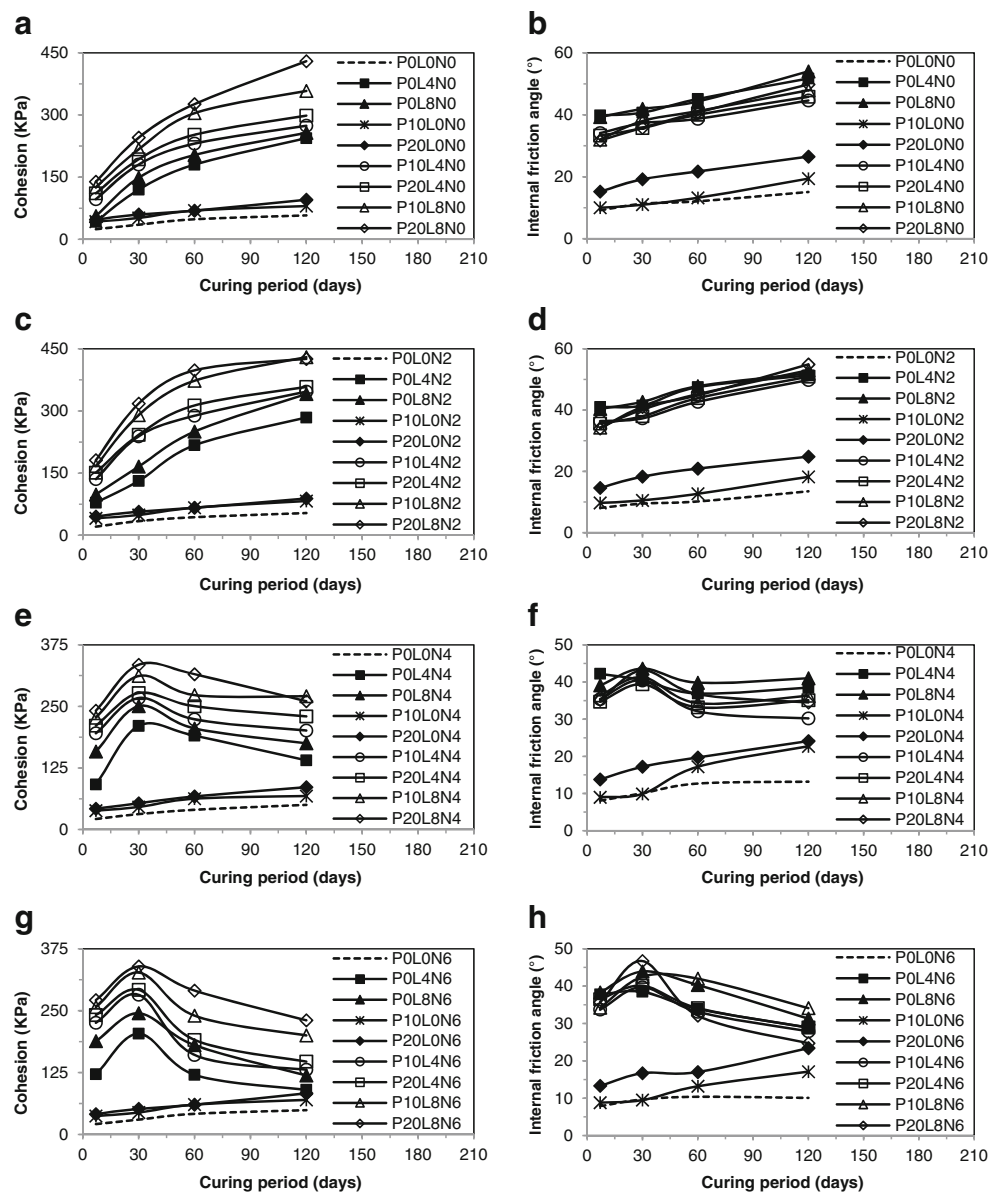 a
Cohesion (KPa)
450
300
150
0
0 30 60 90 120 150 180 210
Curing period (days)
P0L0N0
P0L4N0
P0L8N0
P10L0N0
P20L0N0
P10L4N0
P20L4N0
P10L8N0
P20L8N0
b
Internal friction angle (°)
60
40
20
0
0 30 60 90 120 150 180 210
Curing period (days)
P0L0N0
P0L4N0
P0L8N0
P10L0N0
P20L0N0
P10L4N0
P20L4N0
P10L8N0
P20L8N0
c
Cohesion (KPa)
450
300
150
0
0 30 60 90 120 150 180 210
Curing period (days)
P0L0N2
P0L4N2
P0L8N2
P10L0N2
P20L0N2
P10L4N2
P20L4N2
P10L8N2
P20L8N2
d
Internal friction angle (°)
60
40
20
0
0 30 60 90 120 150 180 210
Curing period (days)
P0L0N2
P0L4N2
P0L8N2
P10L0N2
P20L0N2
P10L4N2
P20L4N2
P10L8N2
P20L8N2
e
Cohesion (KPa)
375
250
125
0
0 30 60 90 120 150 180 210
Curing period (days)
P0L0N4
P0L4N4
P0L8N4
P10L0N4
P20L0N4
P10L4N4
P20L4N4
P10L8N4
P20L8N4
f
Internal friction angle (°)
50
40
30
20
10
0
0 30 60 90 120 150 180 210
Curing period (days)
P0L0N4
P0L4N4
P0L8N4
P10L0N4
P20L0N4
P10L4N4
P20L4N4
P10L8N4
P20L8N4
g
Cohesion (KPa)
375
250
125
0
0 30 60 90 120 150 180 210
Curing period (days)
P0L0N6
P0L4N6
P0L8N6
P10L0N6
P20L0N6
P10L4N6
P20L4N6
P10L8N6
P20L8N6
h
Internal friction angle (°)
50
40
30
20
10
0
0 30 60 90 120 150 180 210
Curing period (days)
P0L0N6
P0L4N6
P0L8N6
P10L0N6
P20L0N6
P10L4N6
P20L4N6
P10L8N6
P20L8N6